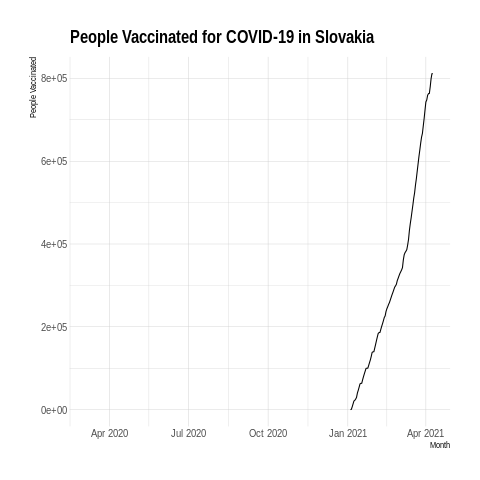 People Vaccinated for COVID-19 in Slovakia
People Vaccinated
8e+05
6e+05
4e+05
2e+05
0e+00
Apr 2020 Jul 2020 Oct 2020 Jan 2021 Apr 2021
Month